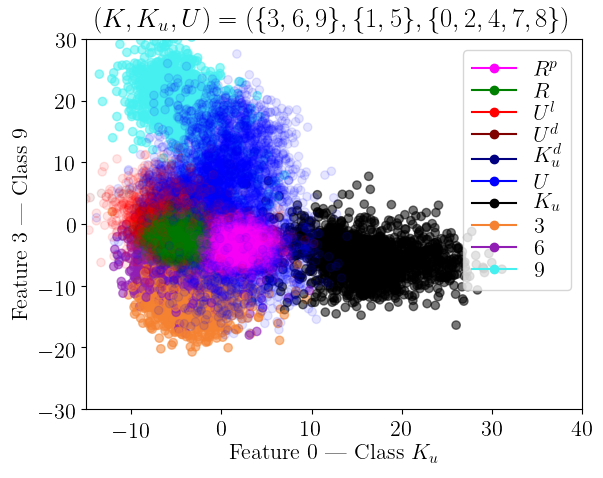 (K, K_u, U) = ({3, 6, 9}, {1, 5}, {0, 2, 4, 7, 8})
30
20
10
0
−10
−20
−30
Feature 3 — Class 9
R^p
R
U^l
U^d
K_u^d
U
K_u
3
6
9
−10 0 10 20 30 40
Feature 0 — Class K_u